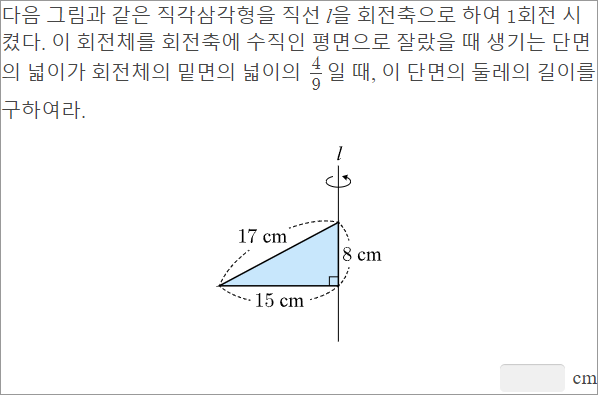 다음 그림과 같은 직각삼각형을 직선 l을 회전축으로 하여 1회전 시
켰다. 이 회전체를 회전축에 수직인 평면으로 잘랐을 때 생기는 단면
의 넓이가 회전체의 밑면의 넓이의 4/9일 때, 이 단면의 둘레의 길이를
구하여라.
l
17 cm
8 cm
15 cm
cm